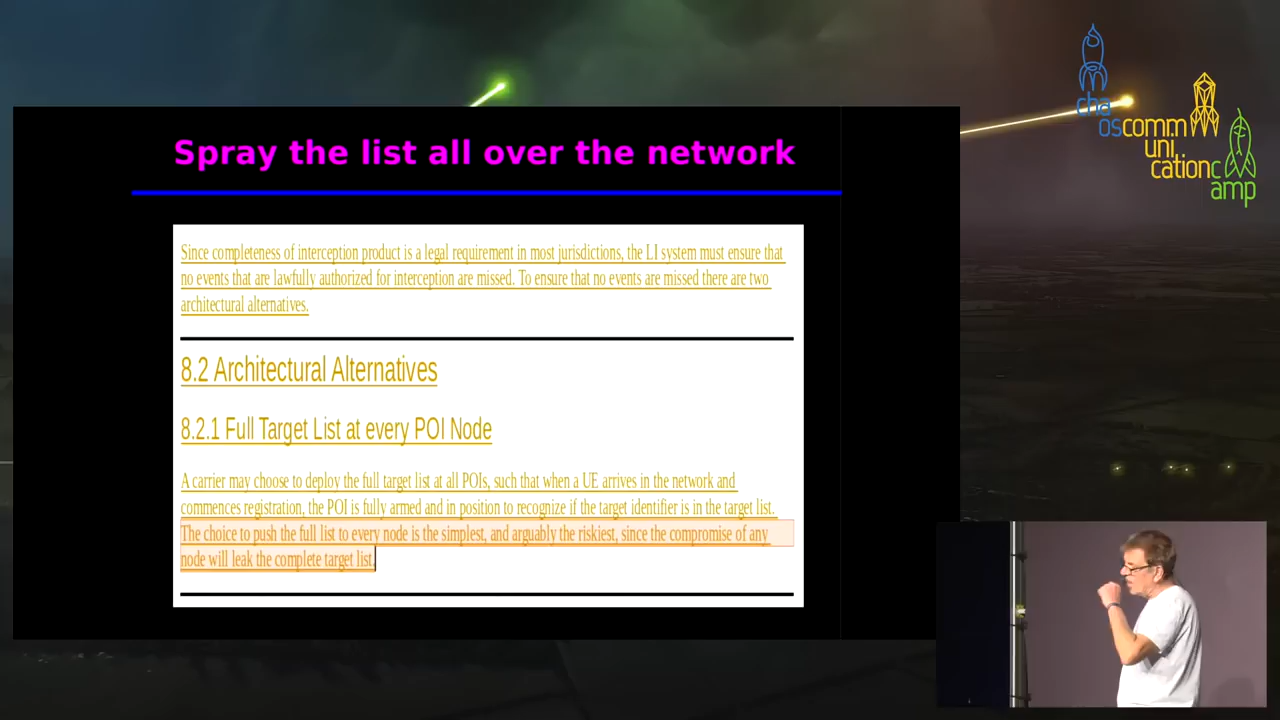 Spray the list all over the network
Since completeness of interception product is a legal requirement in most jurisdictions, the LI system must ensure that
no events that are lawfully authorized for interception are missed. To ensure that no events are missed there are two
architectural alternatives.
8.2 Architectural Alternatives
8.2.1 Full Target List at every POI Node
A carrier may choose to deploy the full target list at all POIs, such that when a UE arrives in the network and
commences registration, the POI is fully armed and in position to recognize if the target identifier is in the target list.
The choice to push the full list to every node is the simplest, and arguably the riskiest, since the compromise of any
node will leak the complete target list.
cha
oscomm
uni
cationc
amp